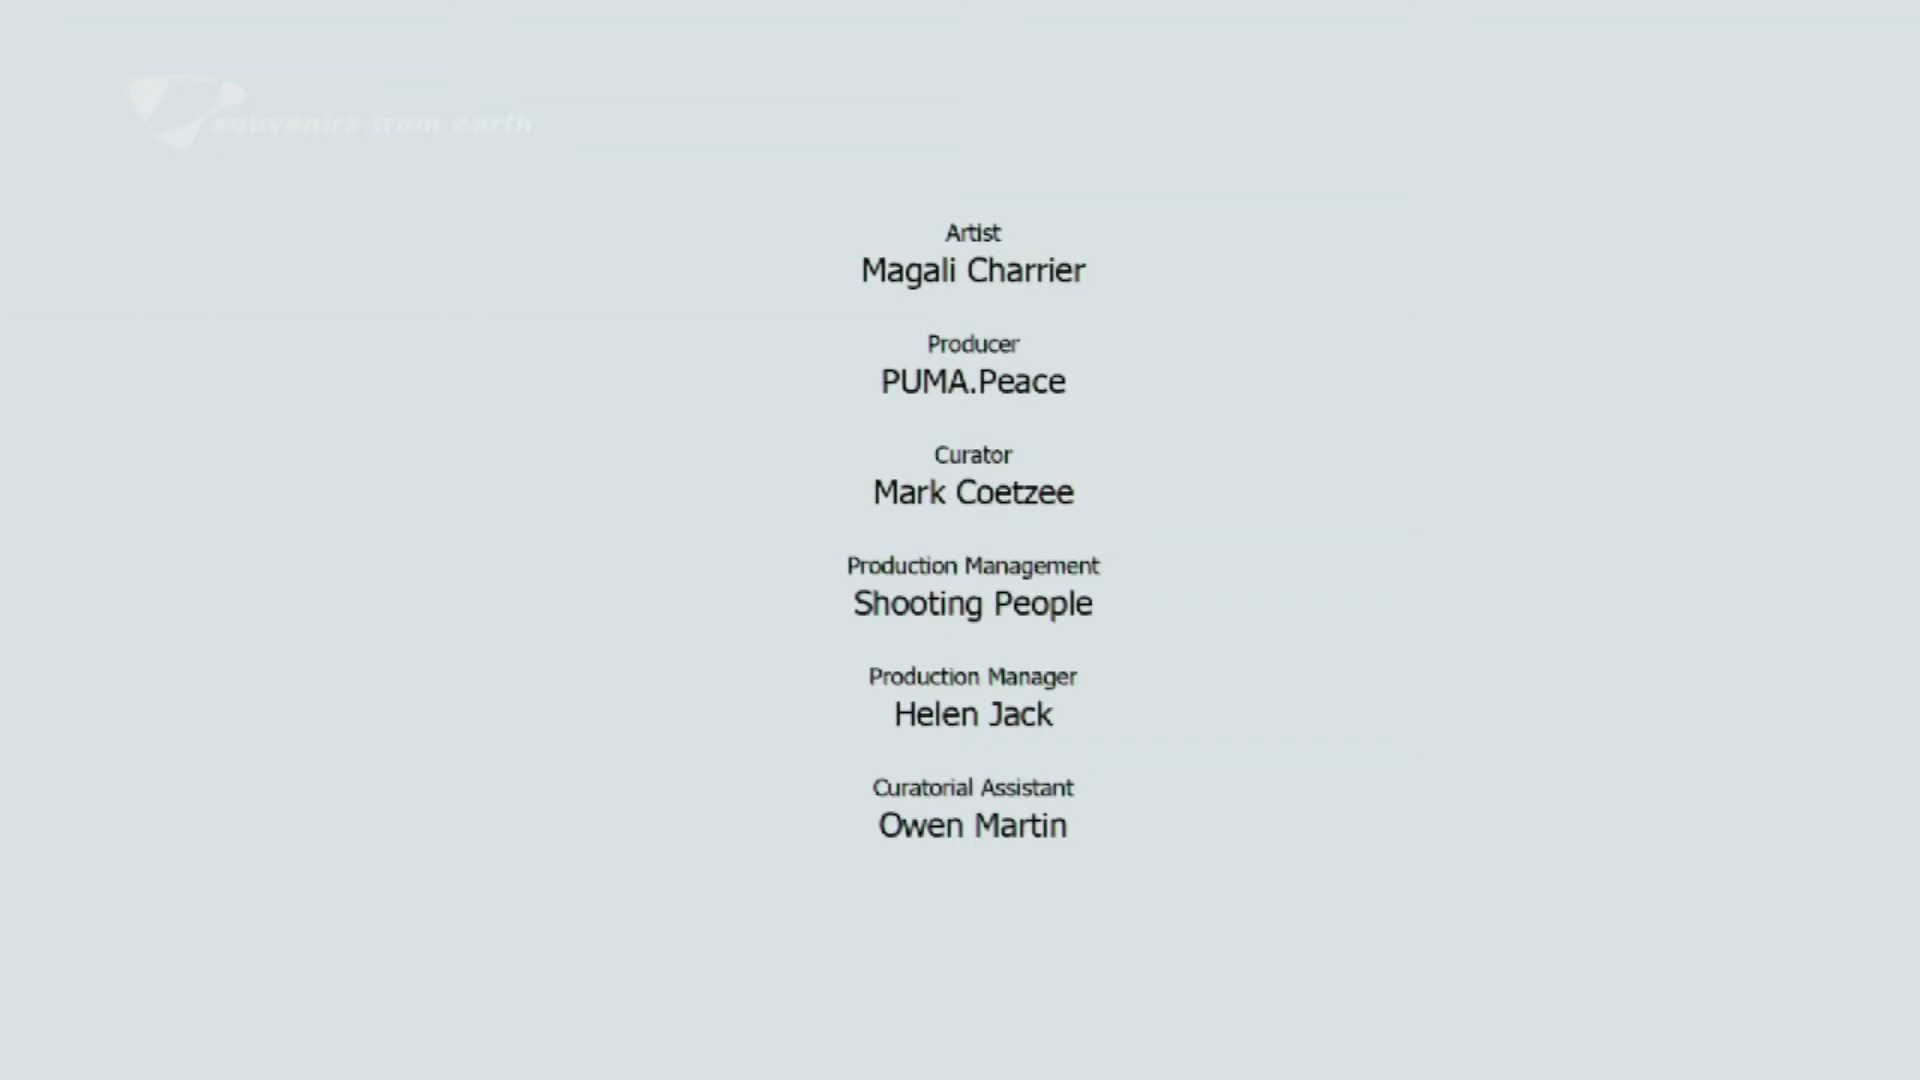 souvenirs from earth
Artist
Magali Charrier
Producer
PUMA.Peace
Curator
Mark Coetzee
Production Management
Shooting People
Production Manager
Helen Jack
Curatorial Assistant
Owen Martin